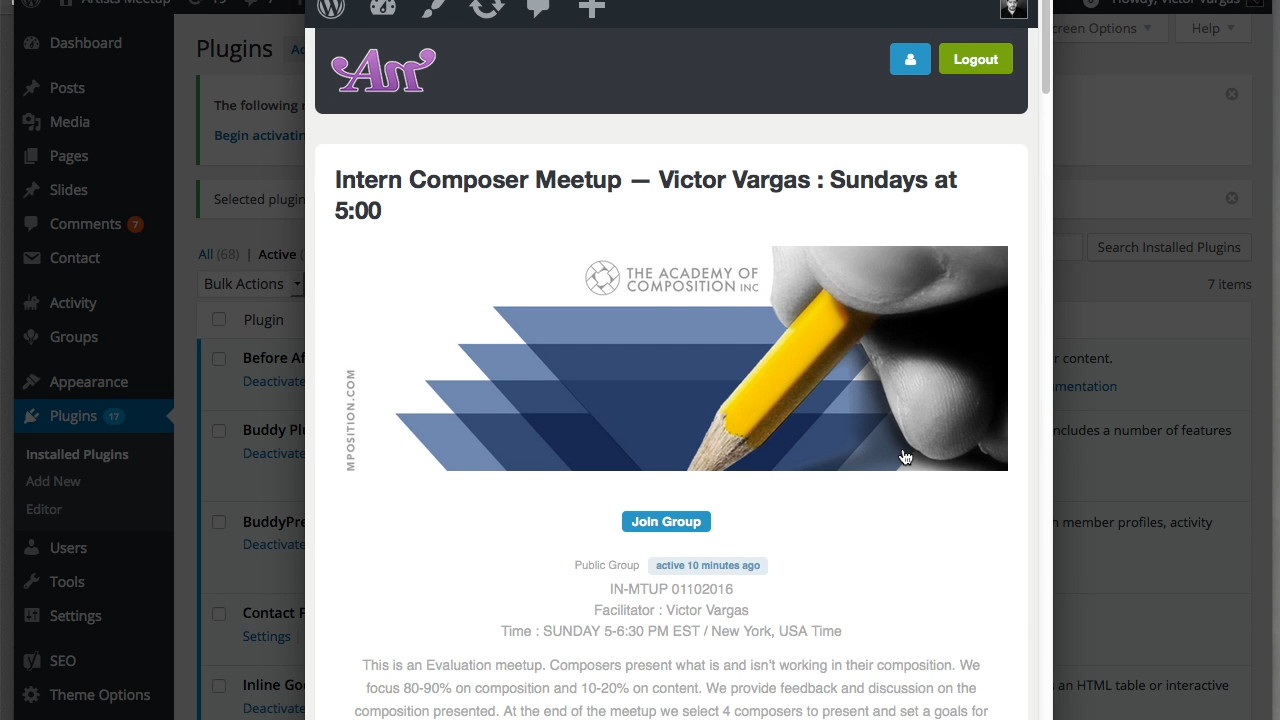 Artists Meetup
Howdy, Victor Vargas
Screen Options
Help
Dashboard
Posts
Media
Pages
Slides
Comments 7
Contact
Activity
Groups
Appearance
Plugins 17
Installed Plugins
Add New
Editor
Users
Tools
Settings
SEO
Theme Options
Plugins
The following
Begin activatin
Selected plugin
All (68) | Active
Bulk Actions
Search Installed Plugins
7 items
Plugin
Before Af
Deactivate
r content.
umentation
Buddy Plu
Deactivate
ncludes a number of features
BuddyPre
Deactivate
n member profiles, activity
Contact F
Settings
Inline Goo
Deactivate
an HTML table or interactive
Art
Logout
Intern Composer Meetup — Victor Vargas : Sundays at
5:00
THE ACADEMY OF
COMPOSITION INC
MPOSITION.COM
Join Group
Public Group active 10 minutes ago
IN-MTUP 01102016
Facilitator : Victor Vargas
Time : SUNDAY 5-6:30 PM EST / New York, USA Time
This is an Evaluation meetup. Composers present what is and isn't working in their composition. We
focus 80-90% on composition and 10-20% on content. We provide feedback and discussion on the
composition presented. At the end of the meetup we select 4 composers to present and set a goals for